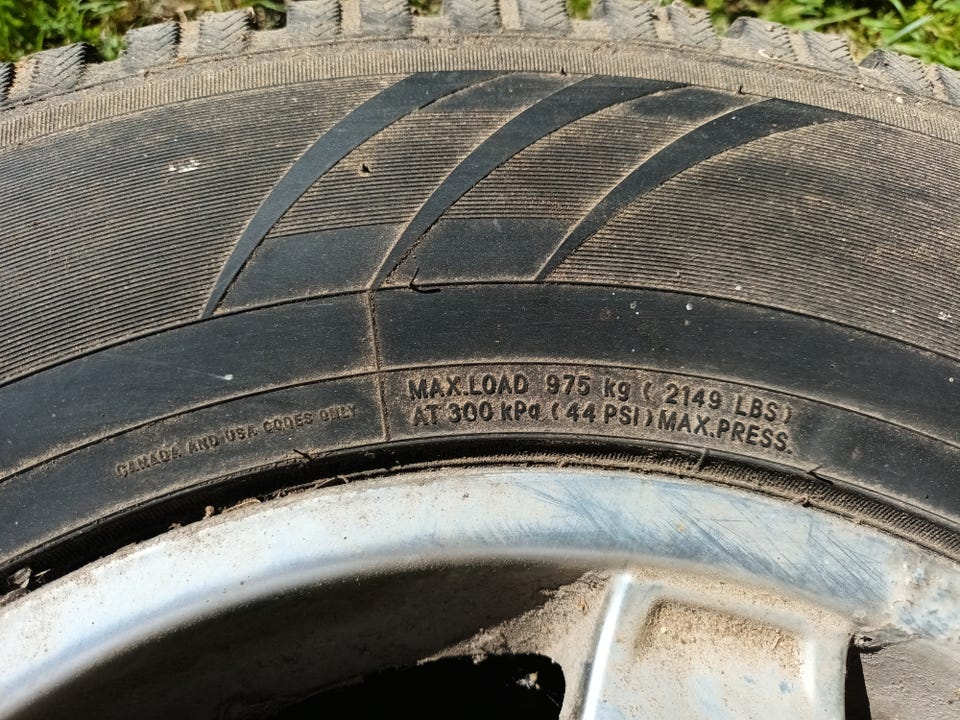 MAX.LOAD 975 kg ( 2149 LBS)
AT 300 kPa (44 PSI) MAX.PRESS.
CANADA AND USA CODES ONLY